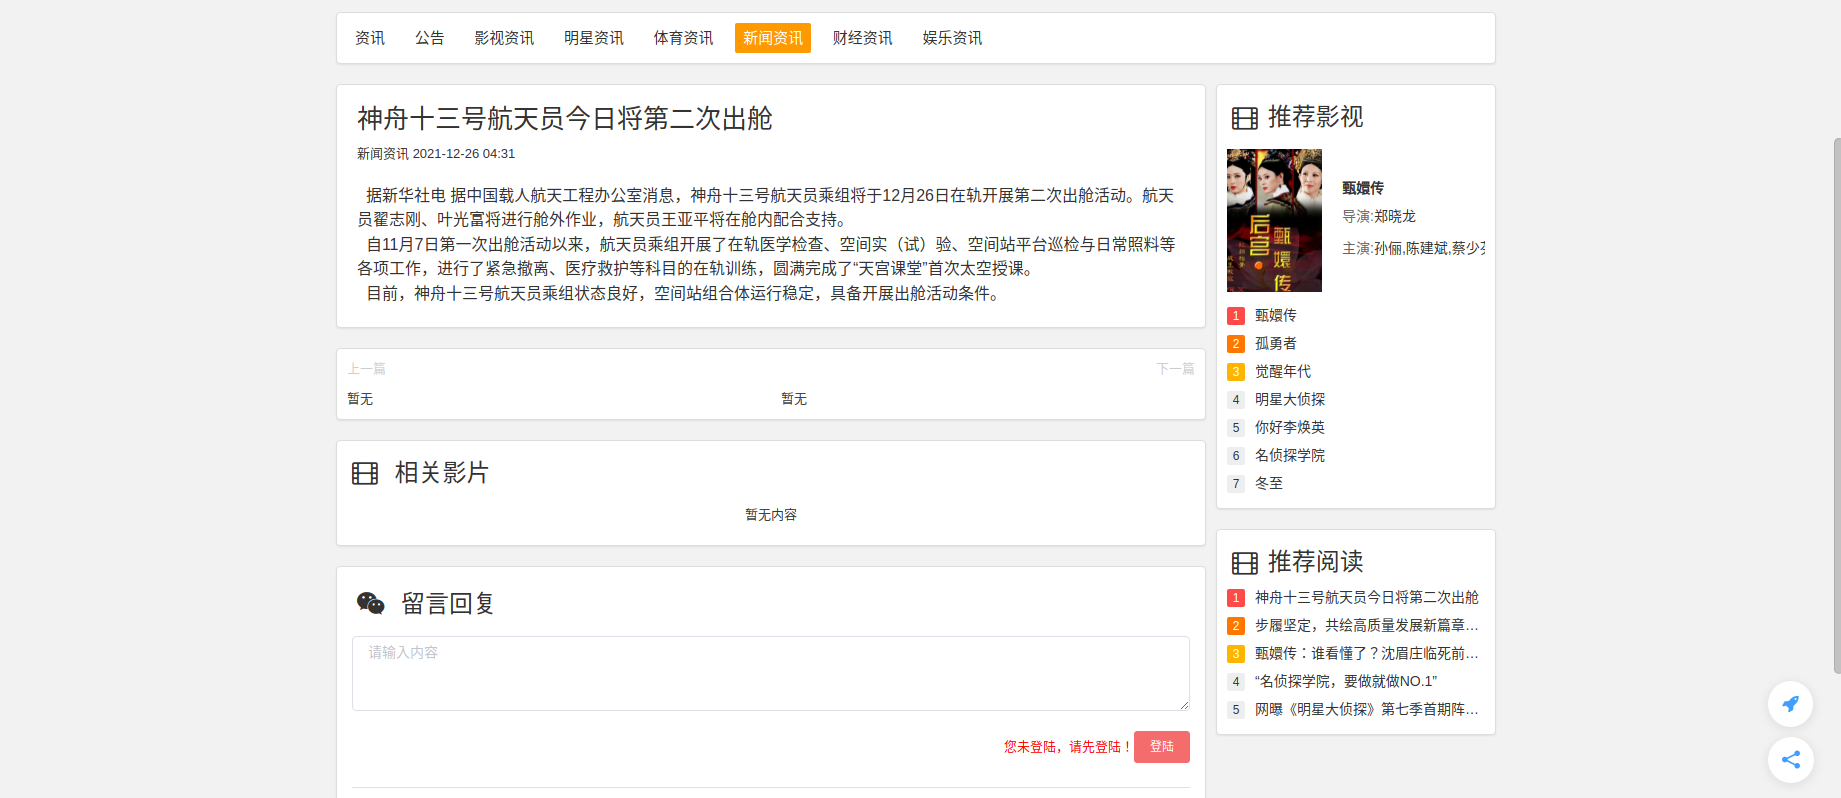 资讯 公告 影视资讯 明星资讯 体育资讯 新闻资讯 财经资讯 娱乐资讯
神舟十三号航天员今日将第二次出舱
新闻资讯 2021-12-26 04:31
据新华社电 据中国载人航天工程办公室消息，神舟十三号航天员乘组将于12月26日在轨开展第二次出舱活动。航天
员翟志刚、叶光富将进行舱外作业，航天员王亚平将在舱内配合支持。
自11月7日第一次出舱活动以来，航天员乘组开展了在轨医学检查、空间实（试）验、空间站平台巡检与日常照料等
各项工作，进行了紧急撤离、医疗救护等科目的在轨训练，圆满完成了“天宫课堂”首次太空授课。
目前，神舟十三号航天员乘组状态良好，空间站组合体运行稳定，具备开展出舱活动条件。
上一篇 下一篇
暂无 暂无
相关影片
暂无内容
留言回复
请输入内容
您未登陆，请先登陆！ 登陆
推荐影视
后宫·
甄嬛传
甄嬛传
导演:郑晓龙
主演:孙俪,陈建斌,蔡少
1 甄嬛传
2 孤勇者
3 觉醒年代
4 明星大侦探
5 你好李焕英
6 名侦探学院
7 冬至
推荐阅读
1 神舟十三号航天员今日将第二次出舱
2 步履坚定，共绘高质量发展新篇章…
3 甄嬛传：谁看懂了？沈眉庄临死前…
4 “名侦探学院，要做就做NO.1”
5 网曝《明星大侦探》第七季首期阵…